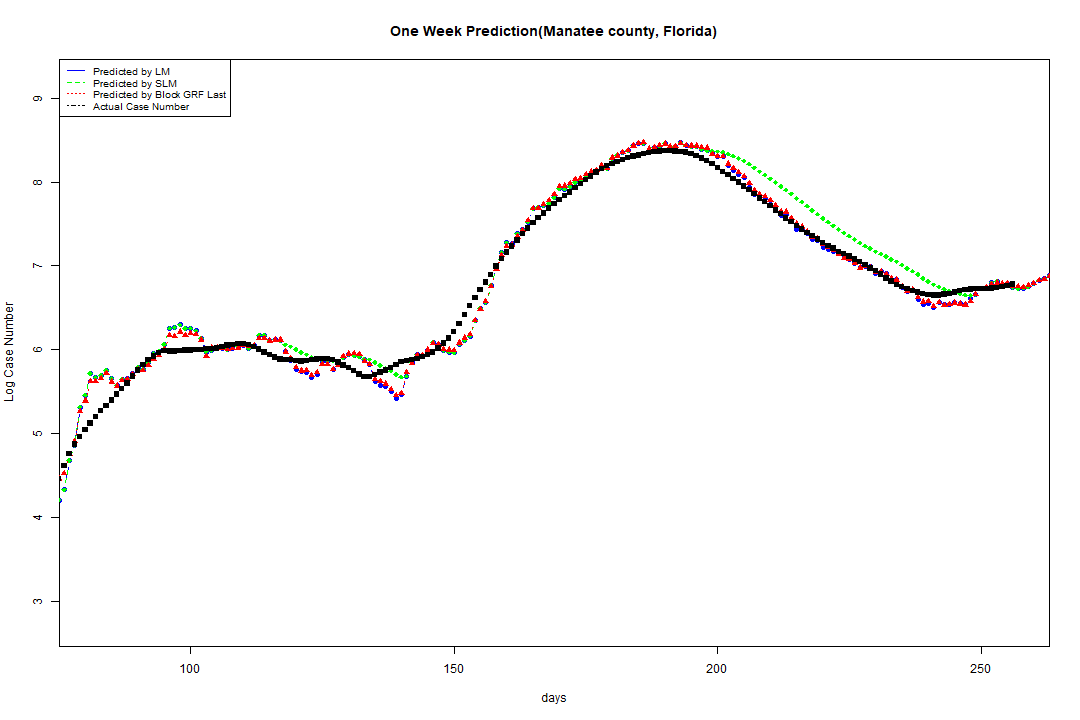 One Week Prediction(Manatee county, Florida)
Predicted by LM
Predicted by SLM
Predicted by Block GRF Last
Actual Case Number
9
8
7
6
5
4
3
Log Case Number
100 150 200 250
days